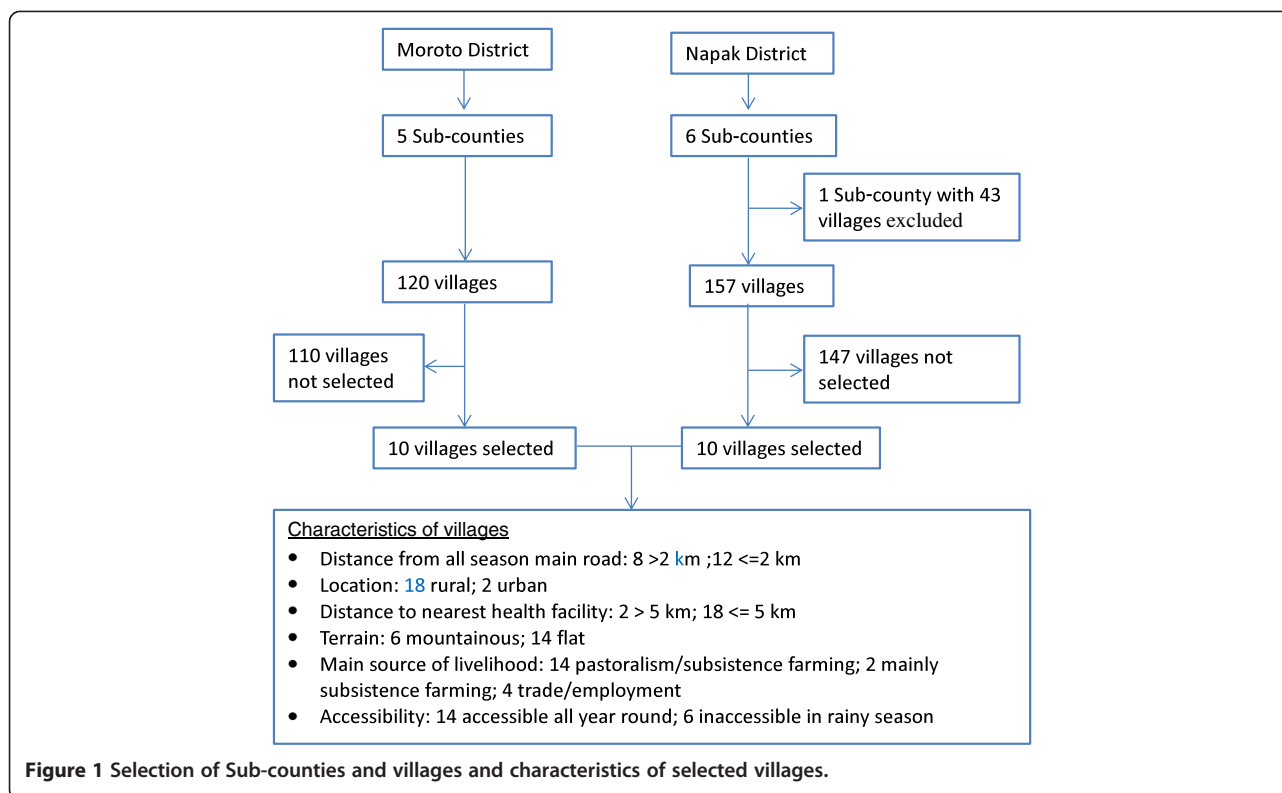 Moroto District
Napak District
5 Sub-counties
6 Sub-counties
1 Sub-county with 43
villages excluded
120 villages
157 villages
110 villages
not selected
147 villages not
selected
10 villages selected
10 villages selected
Characteristics of villages
• Distance from all season main road: 8 >2 km ;12 <=2 km
• Location: 18 rural; 2 urban
• Distance to nearest health facility: 2 > 5 km; 18 <= 5 km
• Terrain: 6 mountainous; 14 flat
• Main source of livelihood: 14 pastoralism/subsistence farming; 2 mainly
subsistence farming; 4 trade/employment
• Accessibility: 14 accessible all year round; 6 inaccessible in rainy season
Figure 1 Selection of Sub-counties and villages and characteristics of selected villages.